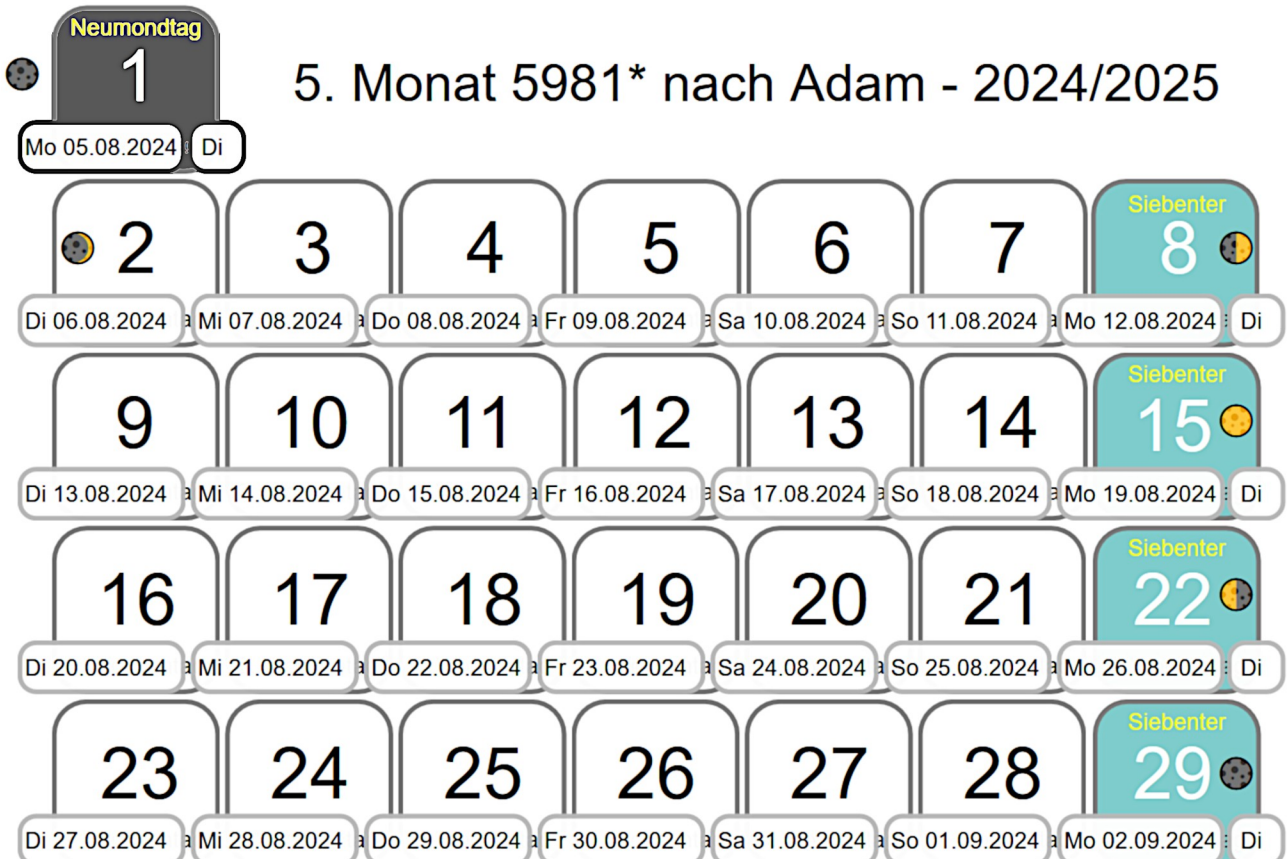 Neumondtag
1
5. Monat 5981* nach Adam - 2024/2025
Mo 05.08.2024 Di
Siebenter
2 3 4 5 6 7 8
Di 06.08.2024 Mi 07.08.2024 Do 08.08.2024 Fr 09.08.2024 Sa 10.08.2024 So 11.08.2024 Mo 12.08.2024 Di
Siebenter
9 10 11 12 13 14 15
Di 13.08.2024 Mi 14.08.2024 Do 15.08.2024 Fr 16.08.2024 Sa 17.08.2024 So 18.08.2024 Mo 19.08.2024 Di
Siebenter
16 17 18 19 20 21 22
Di 20.08.2024 Mi 21.08.2024 Do 22.08.2024 Fr 23.08.2024 Sa 24.08.2024 So 25.08.2024 Mo 26.08.2024 Di
Siebenter
23 24 25 26 27 28 29
Di 27.08.2024 Mi 28.08.2024 Do 29.08.2024 Fr 30.08.2024 Sa 31.08.2024 So 01.09.2024 Mo 02.09.2024 Di